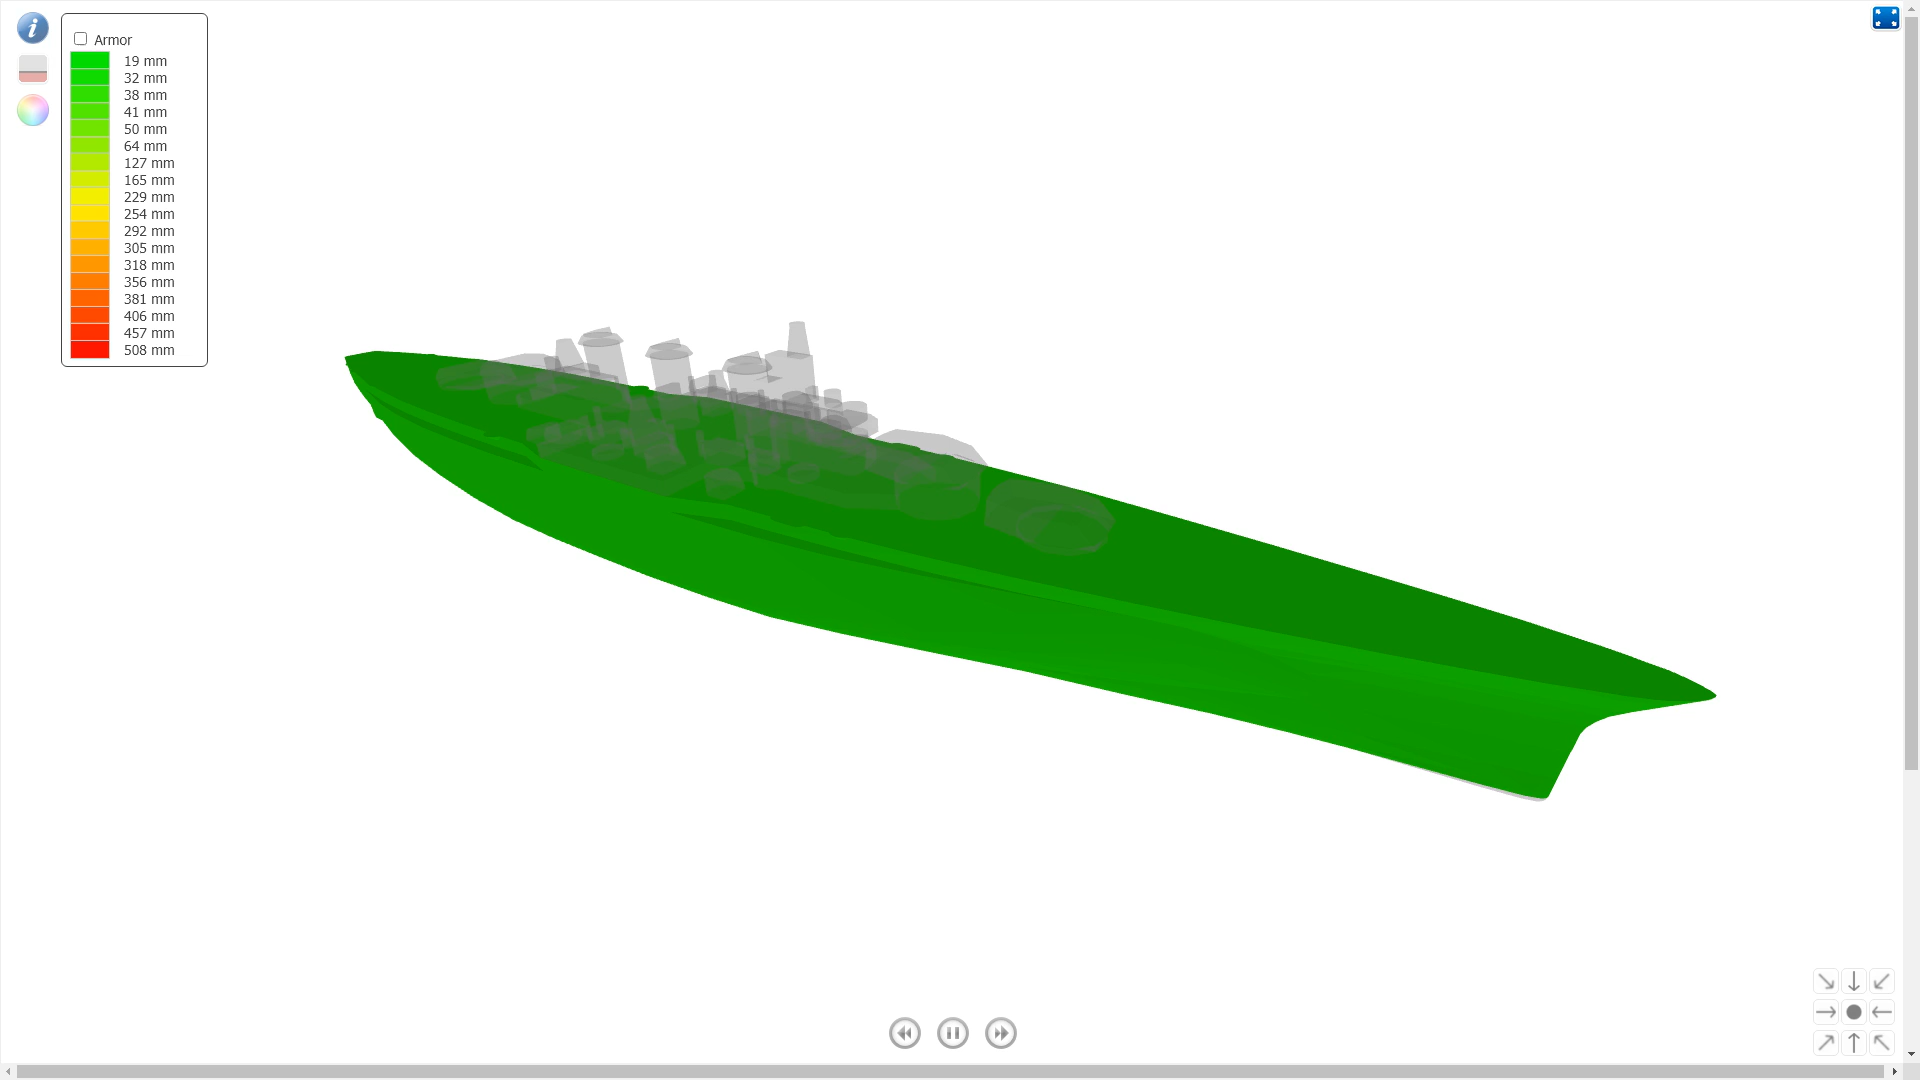 i
Armor
19 mm
32 mm
38 mm
41 mm
50 mm
64 mm
127 mm
165 mm
229 mm
254 mm
292 mm
305 mm
318 mm
356 mm
381 mm
406 mm
457 mm
508 mm